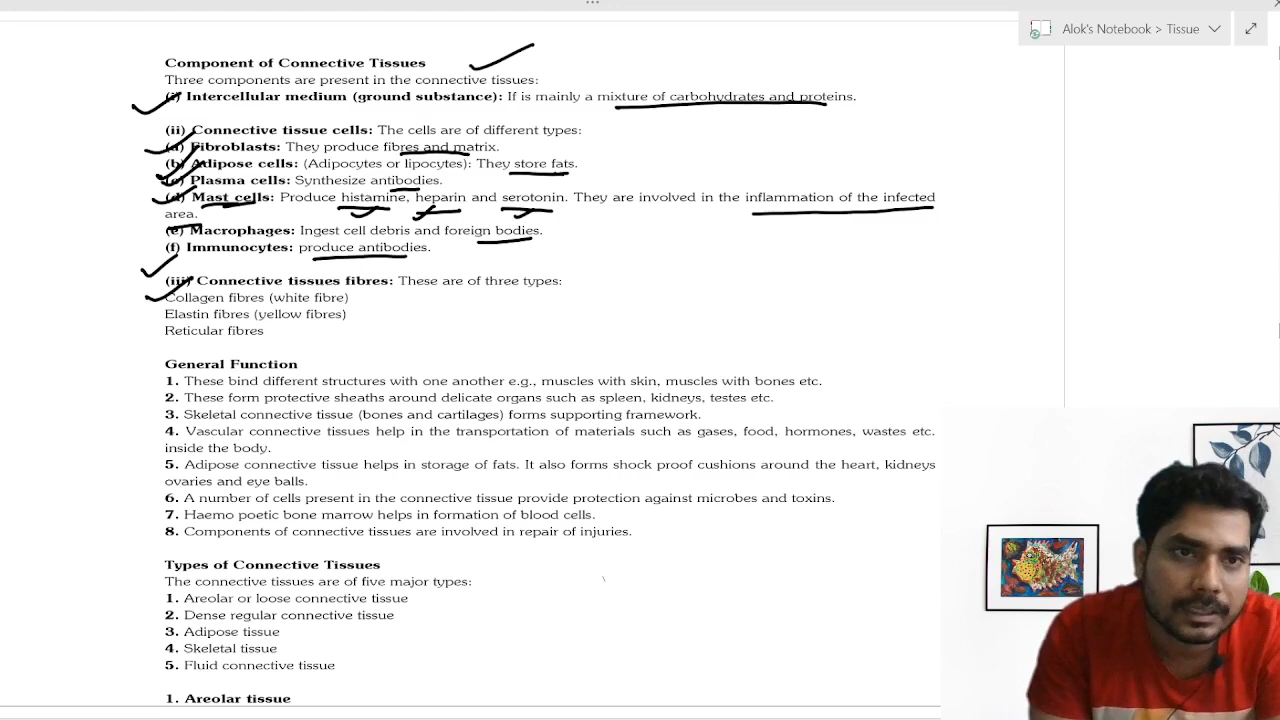 Alok's Notebook > Tissue
Component of Connective Tissues
Three components are present in the connective tissues:
(i) Intercellular medium (ground substance): If is mainly a mixture of carbohydrates and proteins.
(ii) Connective tissue cells: The cells are of different types:
(a) Fibroblasts: They produce fibres and matrix.
(b) Adipose cells: (Adipocytes or lipocytes): They store fats.
(c) Plasma cells: Synthesize antibodies.
(d) Mast cells: Produce histamine, heparin and serotonin. They are involved in the inflammation of the infected
area.
(e) Macrophages: Ingest cell debris and foreign bodies.
(f) Immunocytes: produce antibodies.
(iii) Connective tissues fibres: These are of three types:
Collagen fibres (white fibre)
Elastin fibres (yellow fibres)
Reticular fibres
General Function
1. These bind different structures with one another e.g., muscles with skin, muscles with bones etc.
2. These form protective sheaths around delicate organs such as spleen, kidneys, testes etc.
3. Skeletal connective tissue (bones and cartilages) forms supporting framework.
4. Vascular connective tissues help in the transportation of materials such as gases, food, hormones, wastes etc.
inside the body.
5. Adipose connective tissue helps in storage of fats. It also forms shock proof cushions around the heart, kidneys
ovaries and eye balls.
6. A number of cells present in the connective tissue provide protection against microbes and toxins.
7. Haemo poetic bone marrow helps in formation of blood cells.
8. Components of connective tissues are involved in repair of injuries.
Types of Connective Tissues
The connective tissues are of five major types:
1. Areolar or loose connective tissue
2. Dense regular connective tissue
3. Adipose tissue
4. Skeletal tissue
5. Fluid connective tissue
1. Areolar tissue